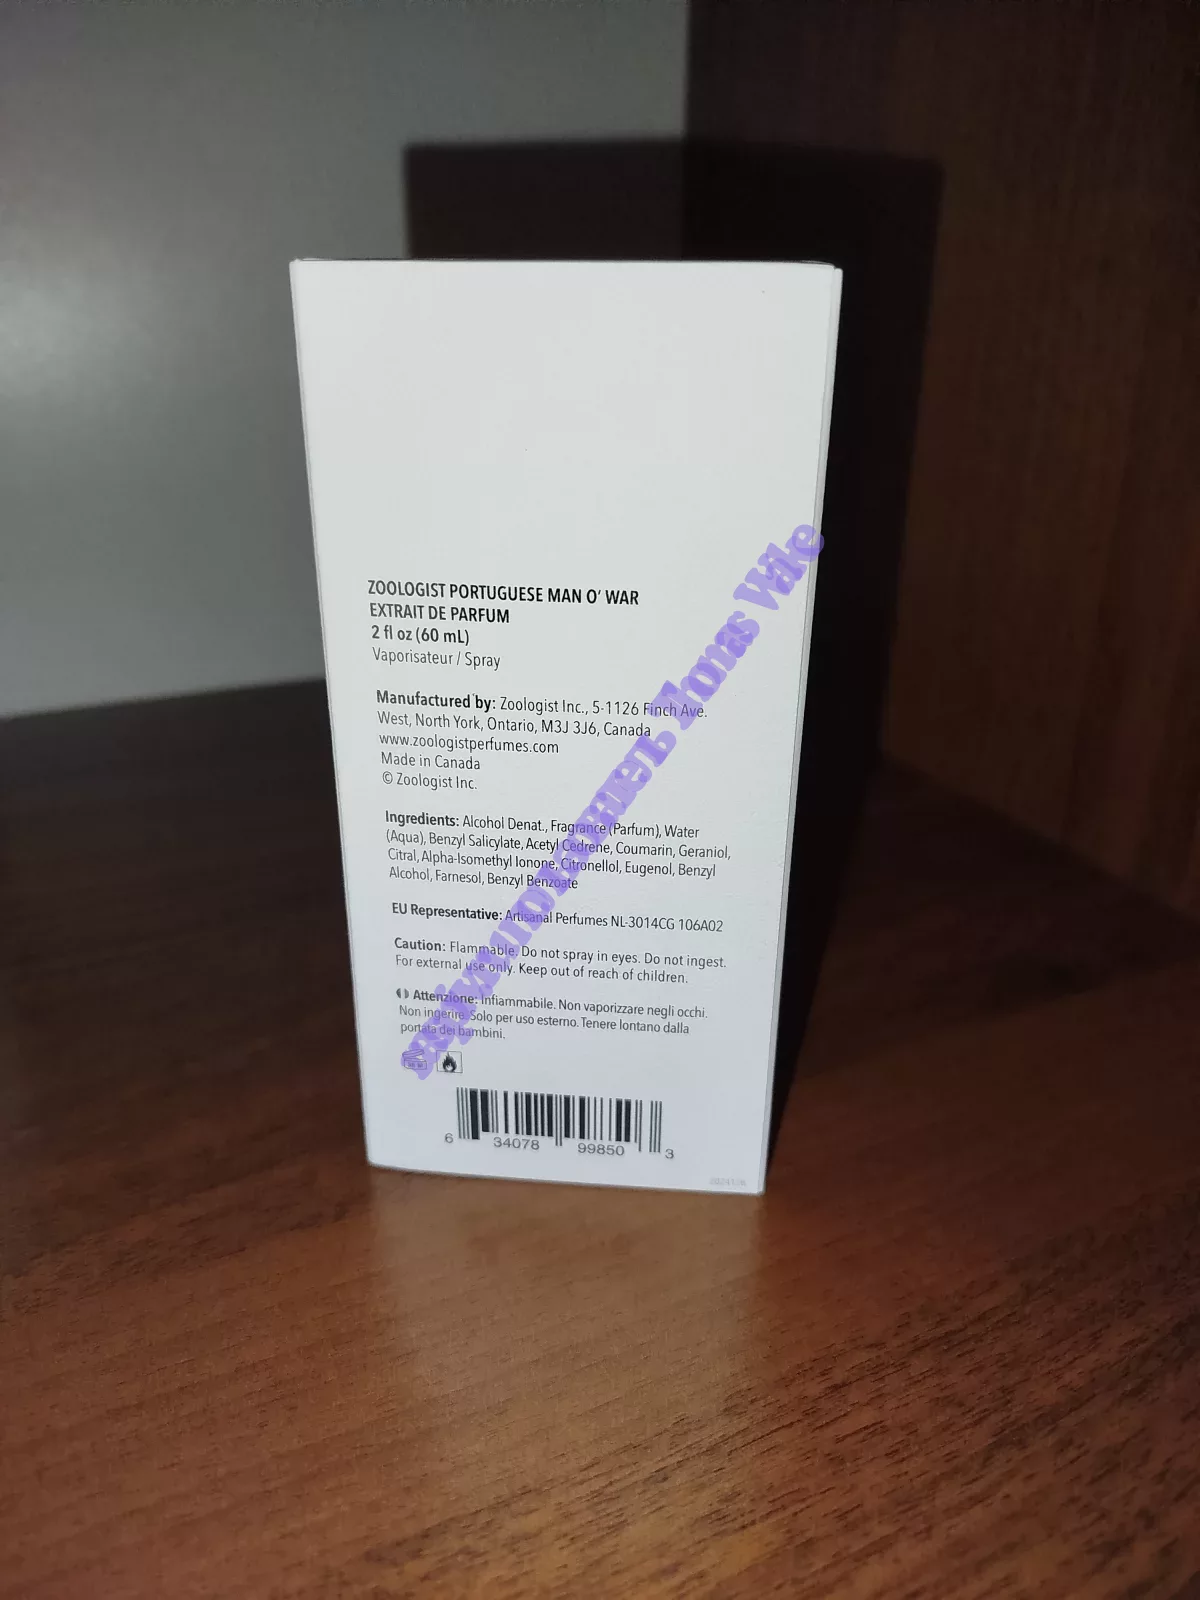 ZOOLOGIST PORTUGUESE MAN O' WAR
EXTRAIT DE PARFUM
2 fl oz (60 mL)
Vaporisateur / Spray
Manufactured by: Zoologist Inc., 5-1126 Finch Ave.
West, North York, Ontario, M3J 3J6, Canada
www.zoologistperfumes.com
Made in Canada
© Zoologist Inc.
Ingredients: Alcohol Denat., Fragrance (Parfum), Water
(Aqua), Benzyl Salicylate, Acetyl Cedrene, Coumarin, Geraniol,
Citral, Alpha-Isomethyl Ionone, Citronellol, Eugenol, Benzyl
Alcohol, Farnesol, Benzyl Benzoate
EU Representative: Artisanal Perfumes NL-3014CG 106A02
Caution: Flammable. Do not spray in eyes. Do not ingest.
For external use only. Keep out of reach of children.
Attenzione: Infiammabile. Non vaporizzare negli occhi.
Non ingerire. Solo per uso esterno. Tenere lontano dalla
portata dei bambini.
6 34078 99850 3